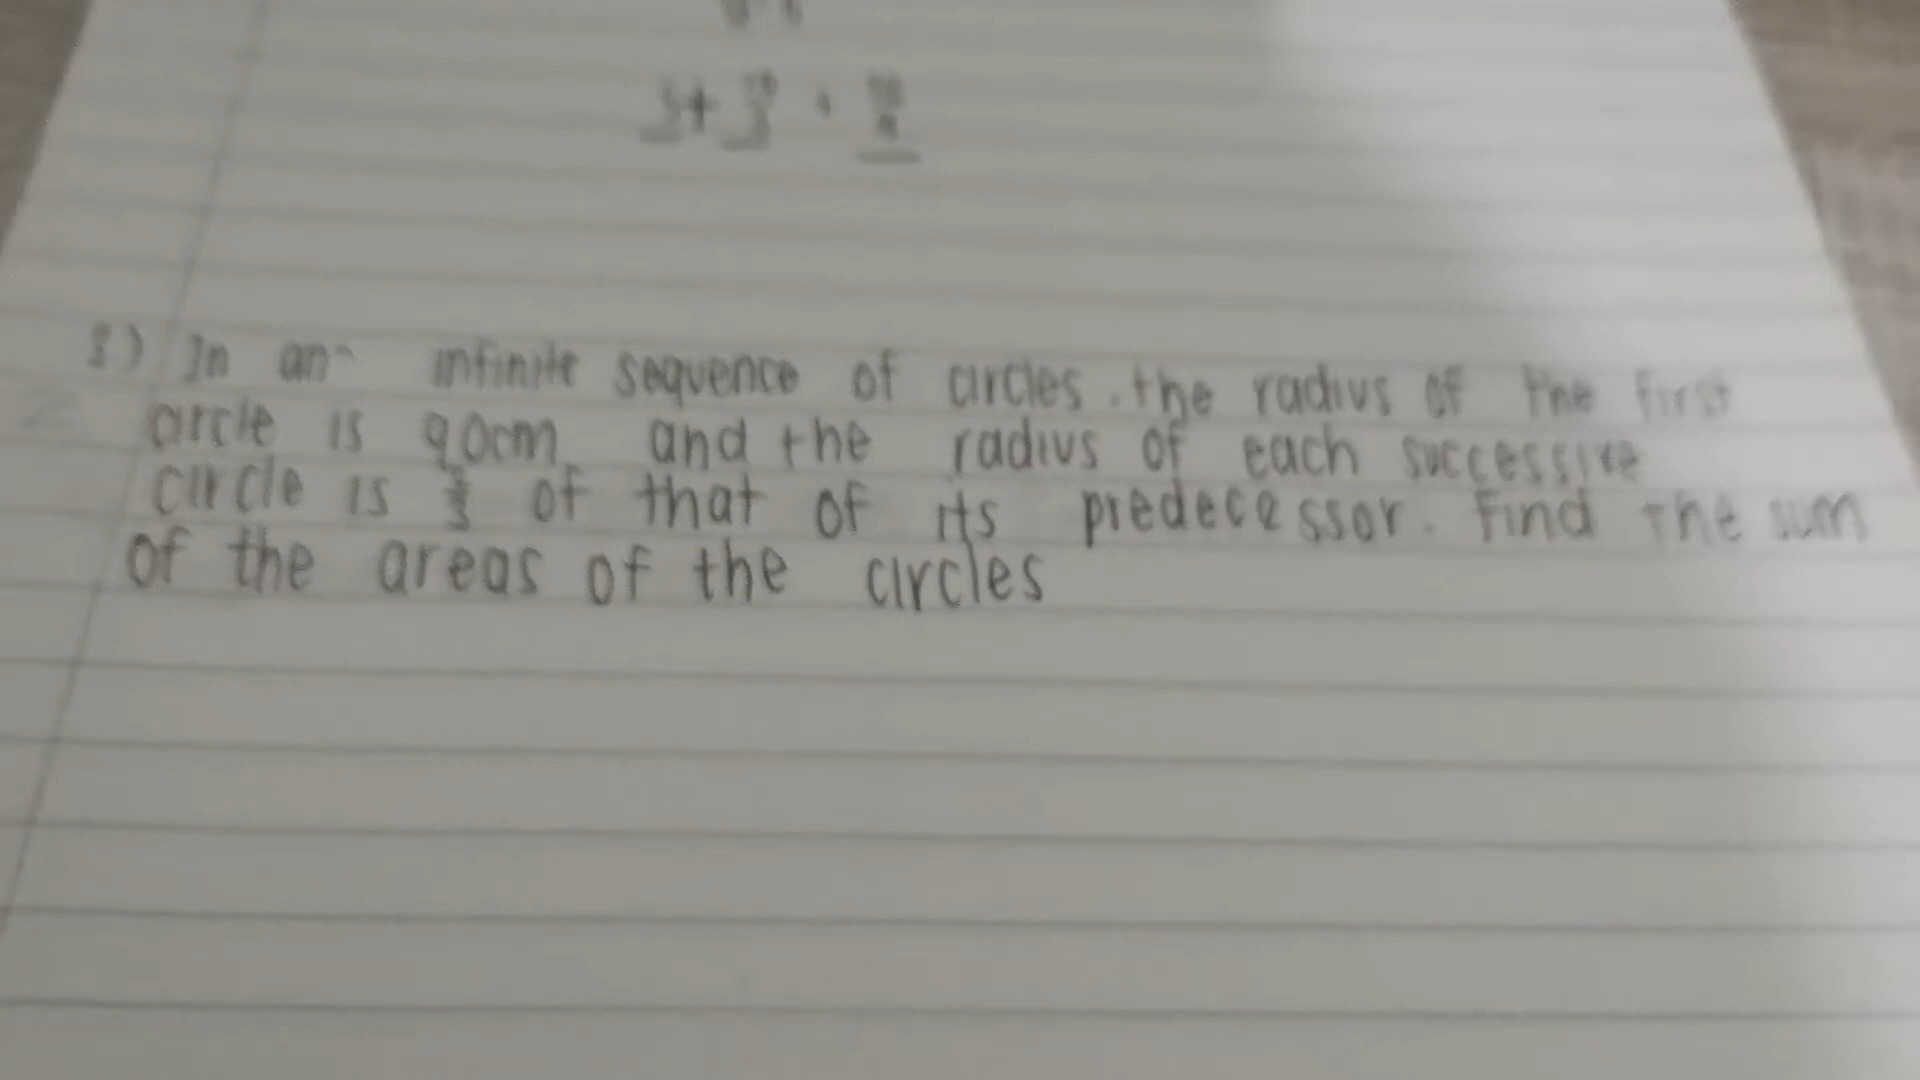 In an infinite sequence of circles. the radius of the first
circle is 90cm and the radius of each successive
circle is of that of its predecessor. Find the sum
of the areas of the circles